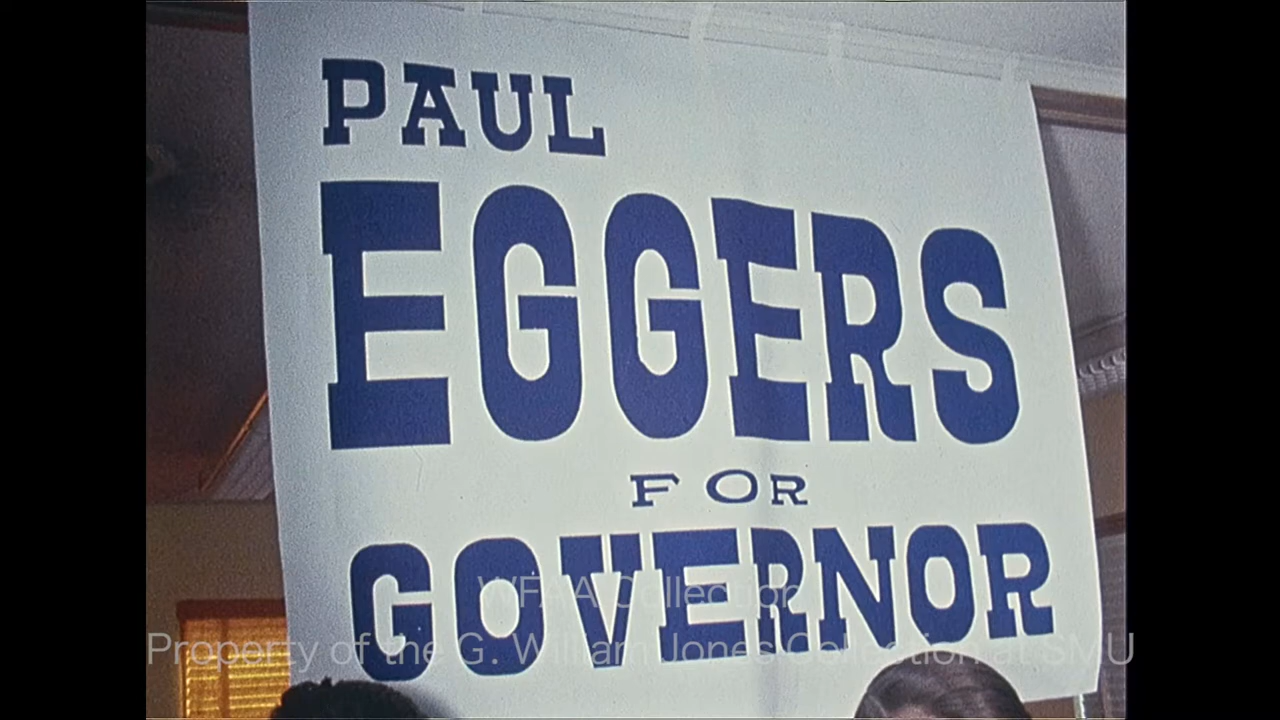 PAUL
EGGERS
FOR
GOVERNOR
WFAA Collection
Property of the G. William Jones Collection at SMU